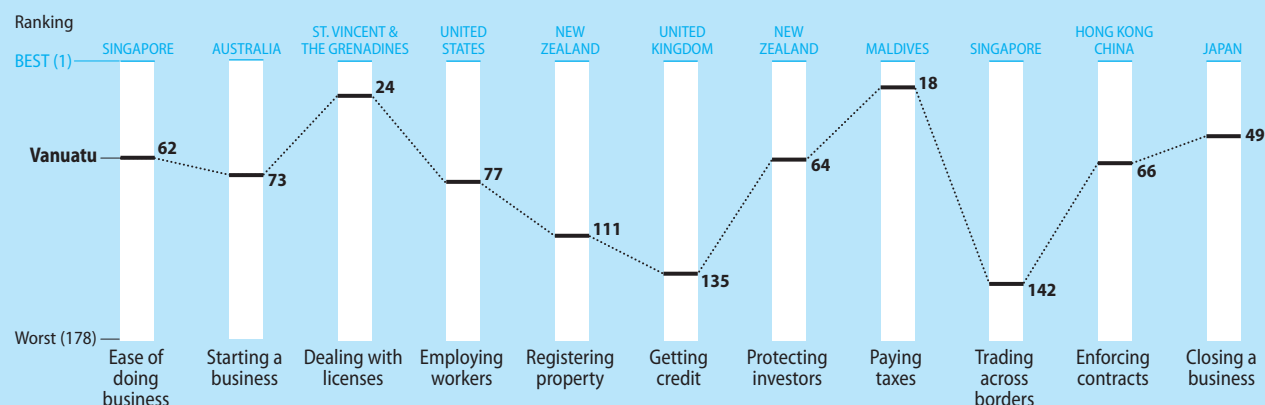 Ranking
BEST (1)
SINGAPORE
AUSTRALIA
ST. VINCENT &
THE GRENADINES
UNITED
STATES
NEW
ZEALAND
UNITED
KINGDOM
NEW
ZEALAND
MALDIVES
SINGAPORE
HONG KONG
CHINA
JAPAN
Vanuatu
62
73
24
77
111
135
64
18
142
66
49
Worst (178)
Ease of
doing
business
Starting a
business
Dealing with
licenses
Employing
workers
Registering
property
Getting
credit
Protecting
investors
Paying
taxes
Trading
across
borders
Enforcing
contracts
Closing a
business